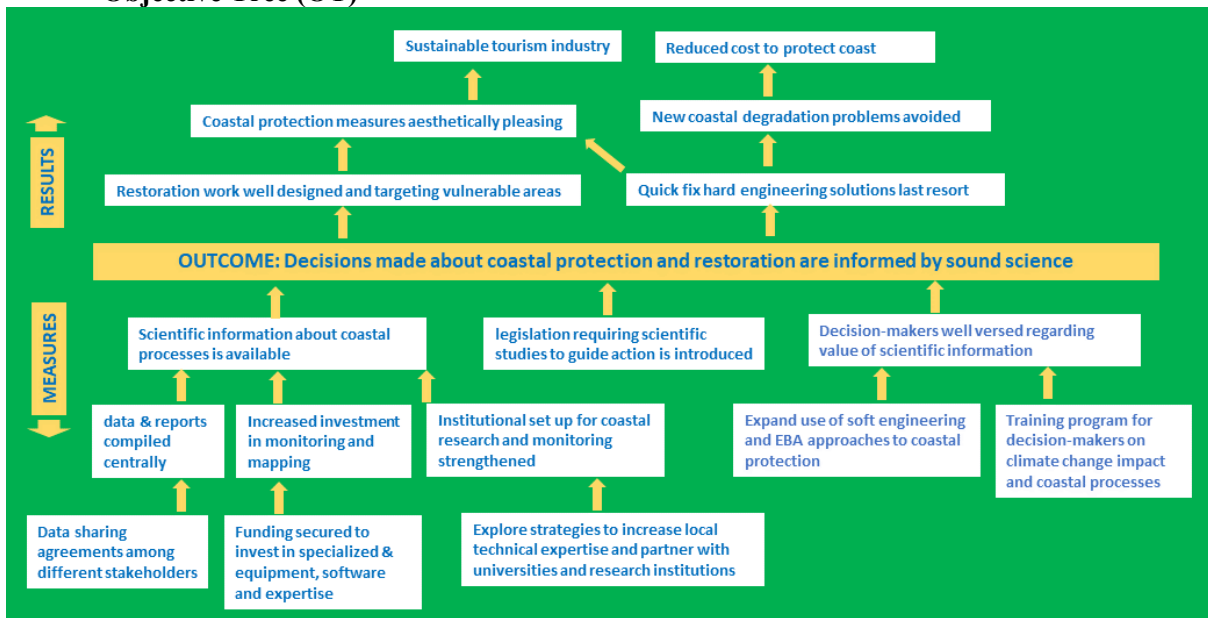 Objective Tree (OT)
Sustainable tourism industry
Reduced cost to protect coast
Coastal protection measures aesthetically pleasing
New coastal degradation problems avoided
RESULTS
Restoration work well designed and targeting vulnerable areas
Quick fix hard engineering solutions last resort
OUTCOME: Decisions made about coastal protection and restoration are informed by sound science
MEASURES
Scientific information about coastal
processes is available
legislation requiring scientific
studies to guide action is introduced
Decision-makers well versed regarding
value of scientific information
data & reports
compiled
centrally
Increased investment
in monitoring and
mapping
Institutional set up for coastal
research and monitoring
strengthened
Expand use of soft engineering
and EBA approaches to coastal
protection
Training program for
decision-makers on
climate change impact
and coastal processes
Data sharing
agreements among
different stakeholders
Funding secured to
invest in specialized &
equipment, software
and expertise
Explore strategies to increase local
technical expertise and partner with
universities and research institutions